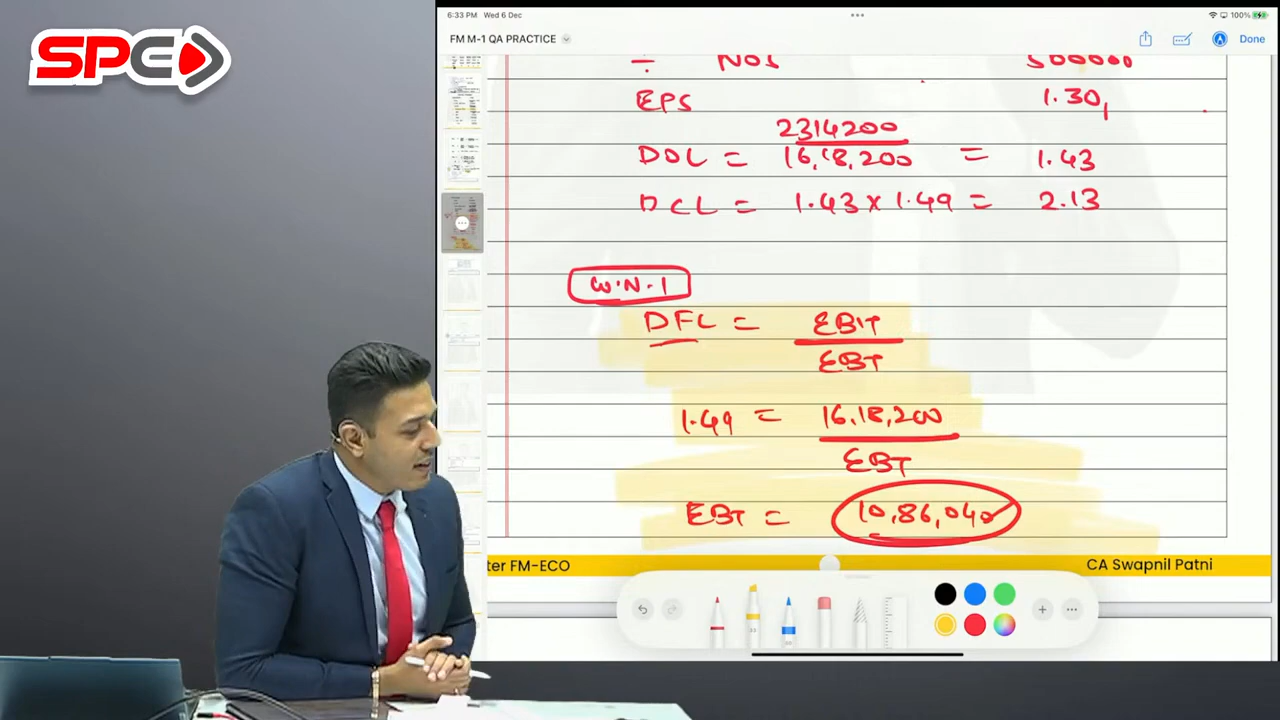 SPC
6:33 PM Wed 6 Dec
100%
FM M-1 QA PRACTICE
Done
÷ NOS 500000
EPS 1.30
2314200
DOL = 16,18,200 = 1.43
DCL = 1.43 x 1.49 = 2.13
W.N.1
DFL = EBIT
EBT
1.49 = 16,18,200
EBT
EBT = 10,86,040
ter FM-ECO
CA Swapnil Patni